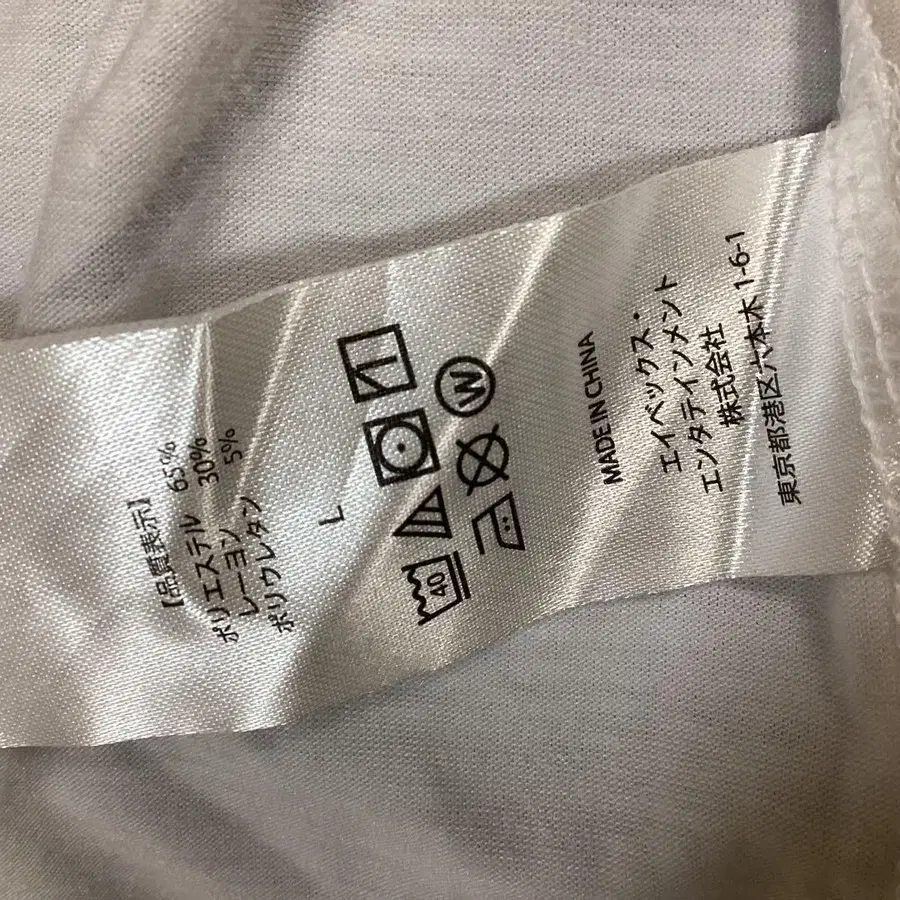 【品質表示】
ポリエステル 65%
レーヨン 30%
ポリウレタン 5%
L
40
W
MADE IN CHINA
エイベックス・
エンタテインメント
株式会社
東京都港区六本木 1-6-1